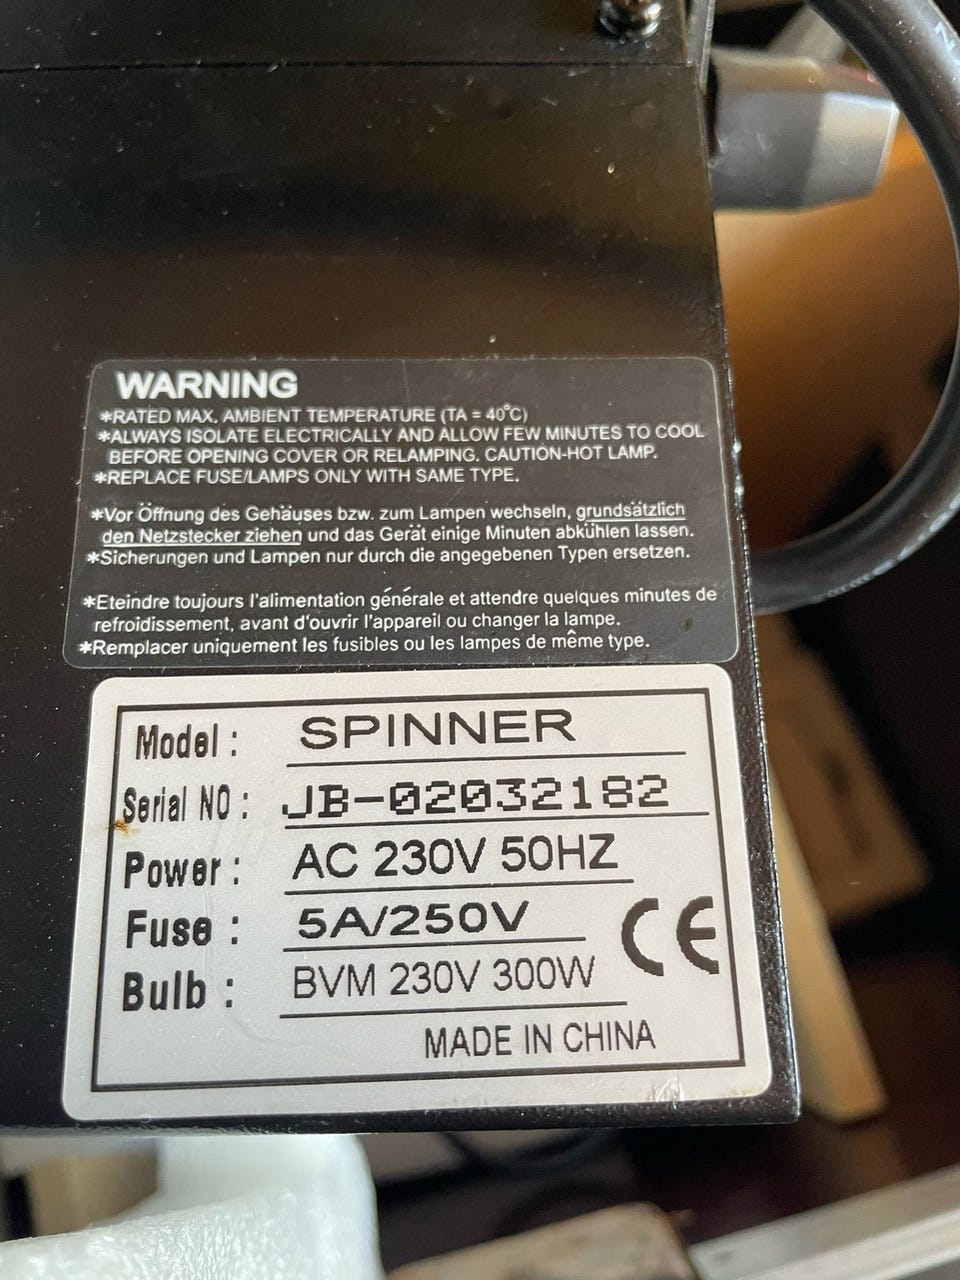 WARNING
*RATED MAX. AMBIENT TEMPERATURE (TA = 40°C)
*ALWAYS ISOLATE ELECTRICALLY AND ALLOW FEW MINUTES TO COOL
BEFORE OPENING COVER OR RELAMPING. CAUTION-HOT LAMP.
*REPLACE FUSE/LAMPS ONLY WITH SAME TYPE.
*Vor Öffnung des Gehäuses bzw. zum Lampen wechseln, grundsätzlich
den Netzstecker ziehen und das Gerät einige Minuten abkühlen lassen.
*Sicherungen und Lampen nur durch die angegebenen Typen ersetzen.
*Eteindre toujours l'alimentation générale et attendre quelques minutes de
refroidissement, avant d'ouvrir l'appareil ou changer la lampe.
*Remplacer uniquement les fusibles ou les lampes de même type.
Model : SPINNER
Serial NO : JB-02032182
Power : AC 230V 50HZ
Fuse : 5A/250V
CE
Bulb : BVM 230V 300W
MADE IN CHINA